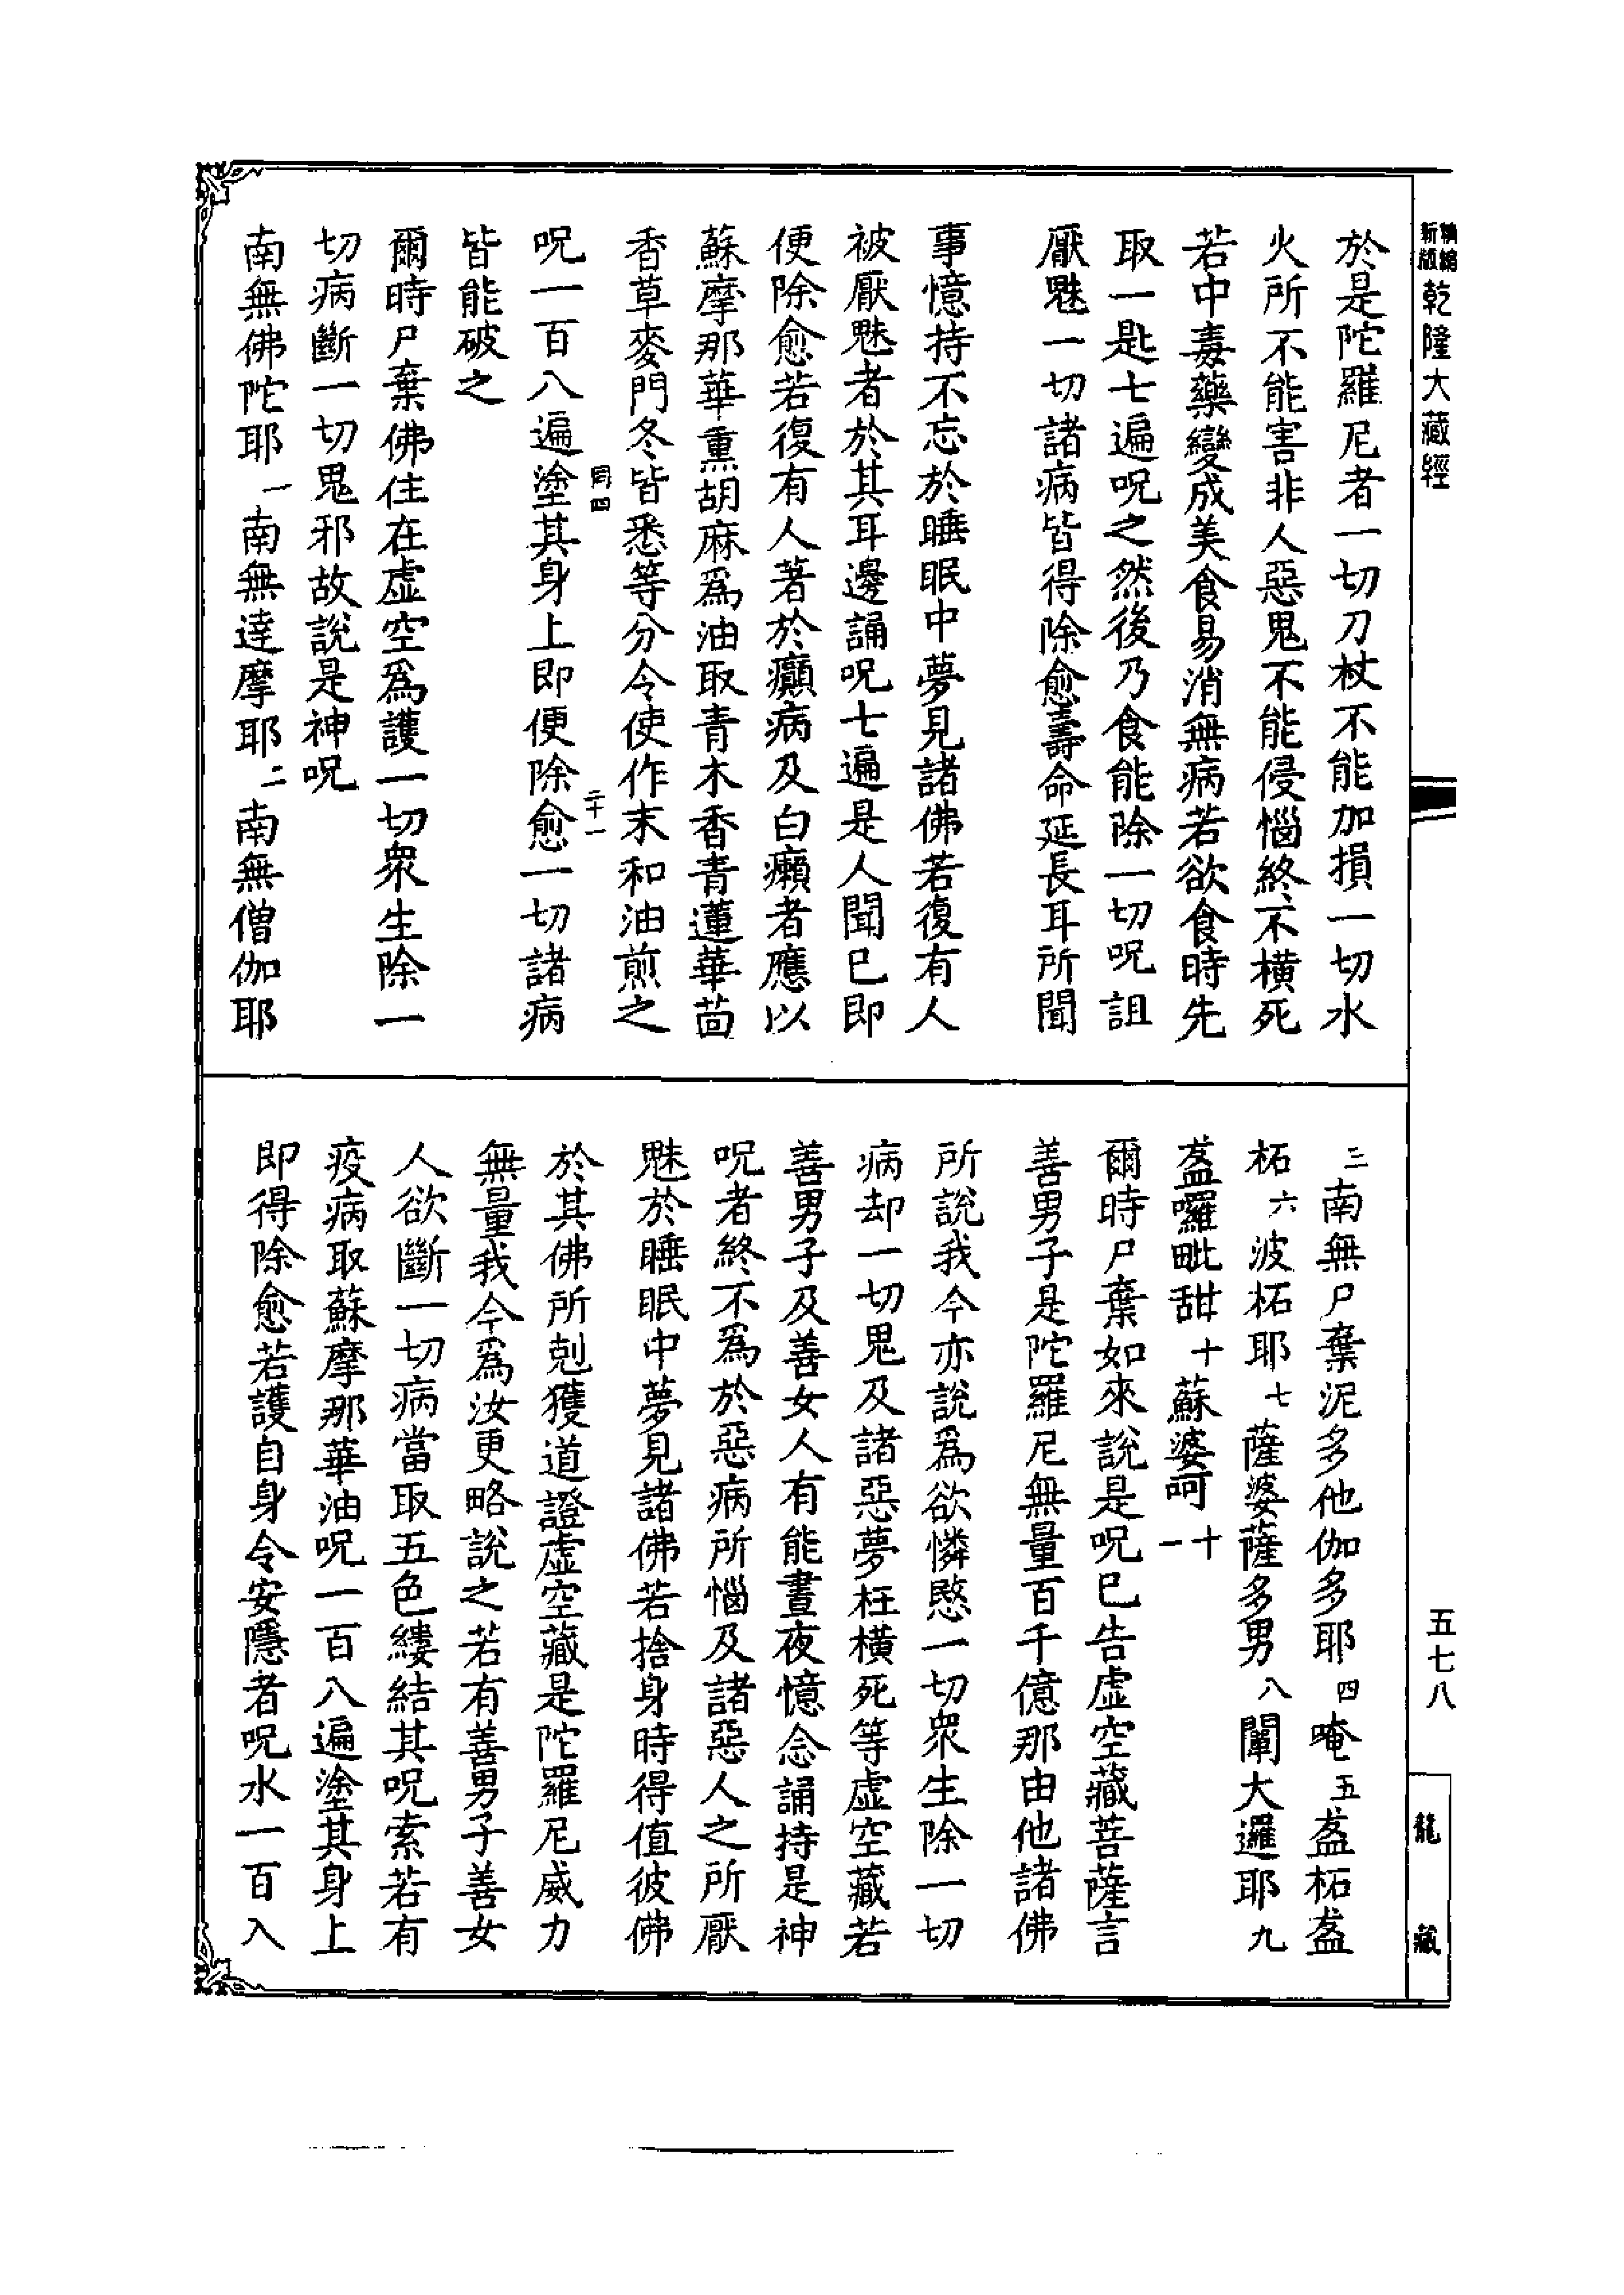 新版
精編
乾隆大藏經
於是陀羅尼者一切刀杖不能加損一切水
火所不能害非人惡鬼不能侵惱終不橫死
若中毒藥變成美食易消無病若欲食時先
取一匙七遍呪之然後乃食能除一切呪詛
厭魅一切諸病皆得除愈壽命延長耳所聞
事憶持不忘於睡眠中夢見諸佛若復有人
被厭魅者於其耳邊誦呪七遍是人聞已即
便除愈若復有人著於癲病及白癩者應以
蘇摩那華熏胡麻爲油取青木香青蓮華茴
香草麥門冬皆悉等分令使作末和油煎之
二十一
呪一百八遍塗其身上即便除愈一切諸病
皆能破之
爾時尸棄佛住在虛空爲護一切衆生除一
切病斷一切鬼邪故說是神呪
南無佛陀耶一南無達摩耶二南無僧伽耶
三南無尸棄泥多他伽多耶四唵五盍柘盍
柘六波柘耶七薩婆薩多男八闡大邏耶九
盍囉毗甜十蘇婆呵十一
爾時尸棄如來說是呪已告虛空藏菩薩言
善男子是陀羅尼無量百千億那由他諸佛
所說我今亦說爲欲憐愍一切衆生除一切
病却一切鬼及諸惡夢枉橫死等虛空藏若
善男子及善女人有能晝夜憶念誦持是神
呪者終不爲於惡病所惱及諸惡人之所厭
魅於睡眠中夢見諸佛若捨身時得值彼佛
於其佛所剋獲道證虛空藏是陀羅尼威力
無量我今爲汝更略說之若有善男子善女
人欲斷一切病當取五色縷結其呪索若有
疫病取蘇摩那華油呪一百八遍塗其身上
即得除愈若護自身令安隱者呪水一百八
五七八
龍藏